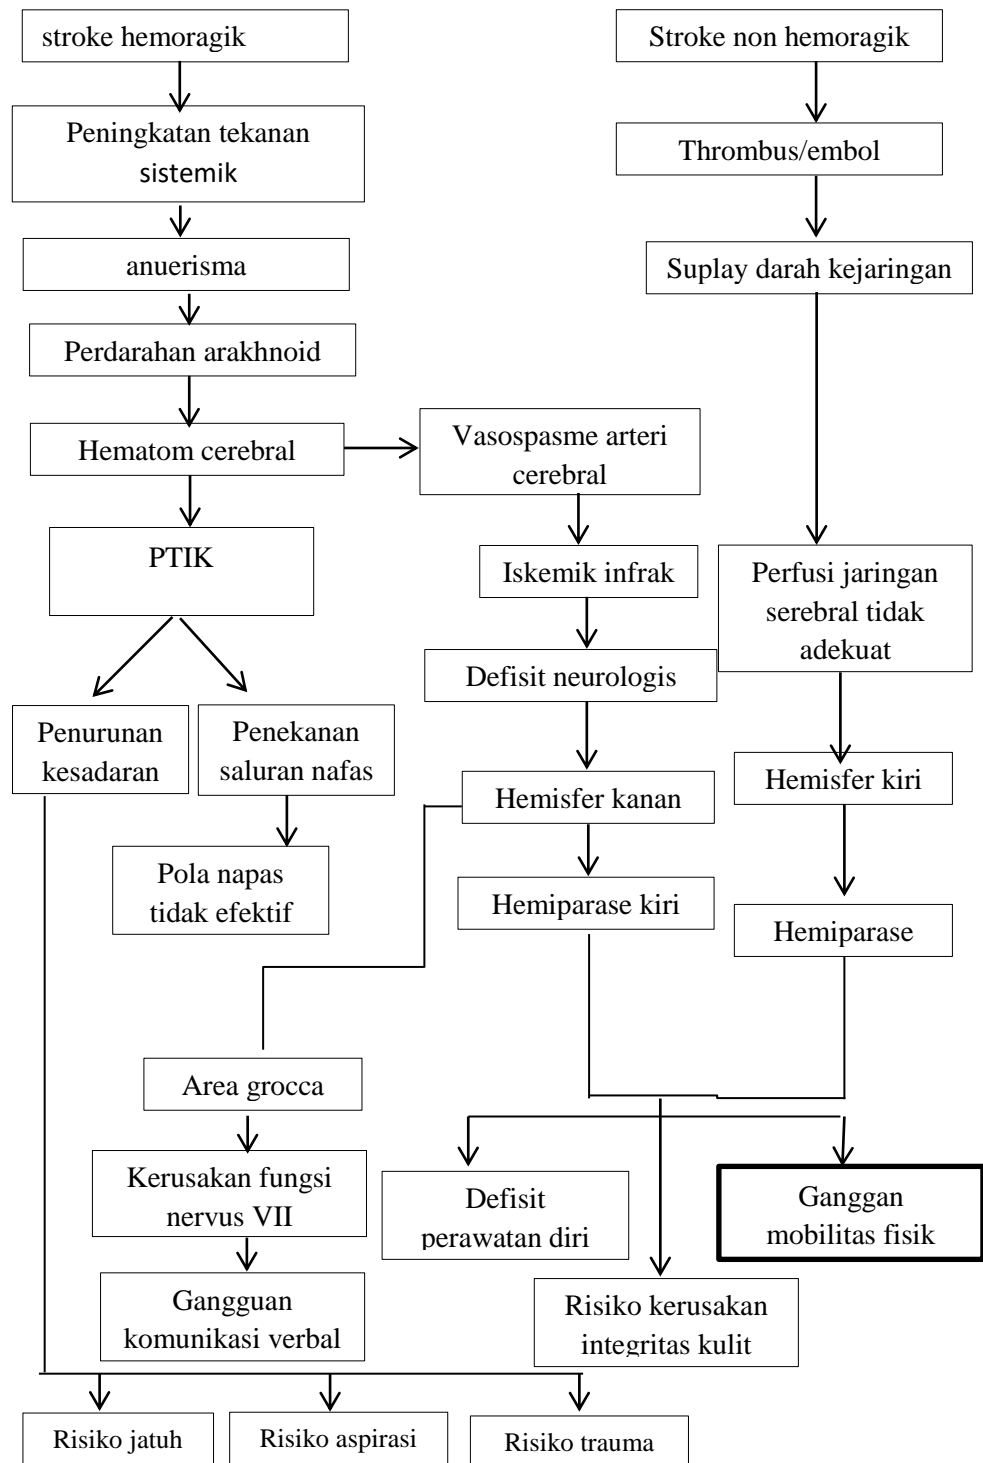 stroke hemoragik
Stroke non hemoragik
Peningkatan tekanan
sistemik
Thrombus/embol
anuerisma
Suplay darah kejaringan
Perdarahan arakhnoid
Hematom cerebral
Vasospasme arteri
cerebral
PTIK
Iskemik infrak
Perfusi jaringan
serebral tidak
adekuat
Defisit neurologis
Penurunan
kesadaran
Penekanan
saluran nafas
Hemisfer kanan
Hemisfer kiri
Pola napas
tidak efektif
Hemiparase kiri
Hemiparase
Area grocca
Kerusakan fungsi
nervus VII
Defisit
perawatan diri
Ganggan
mobilitas fisik
Gangguan
komunikasi verbal
Risiko kerusakan
integritas kulit
Risiko jatuh
Risiko aspirasi
Risiko trauma